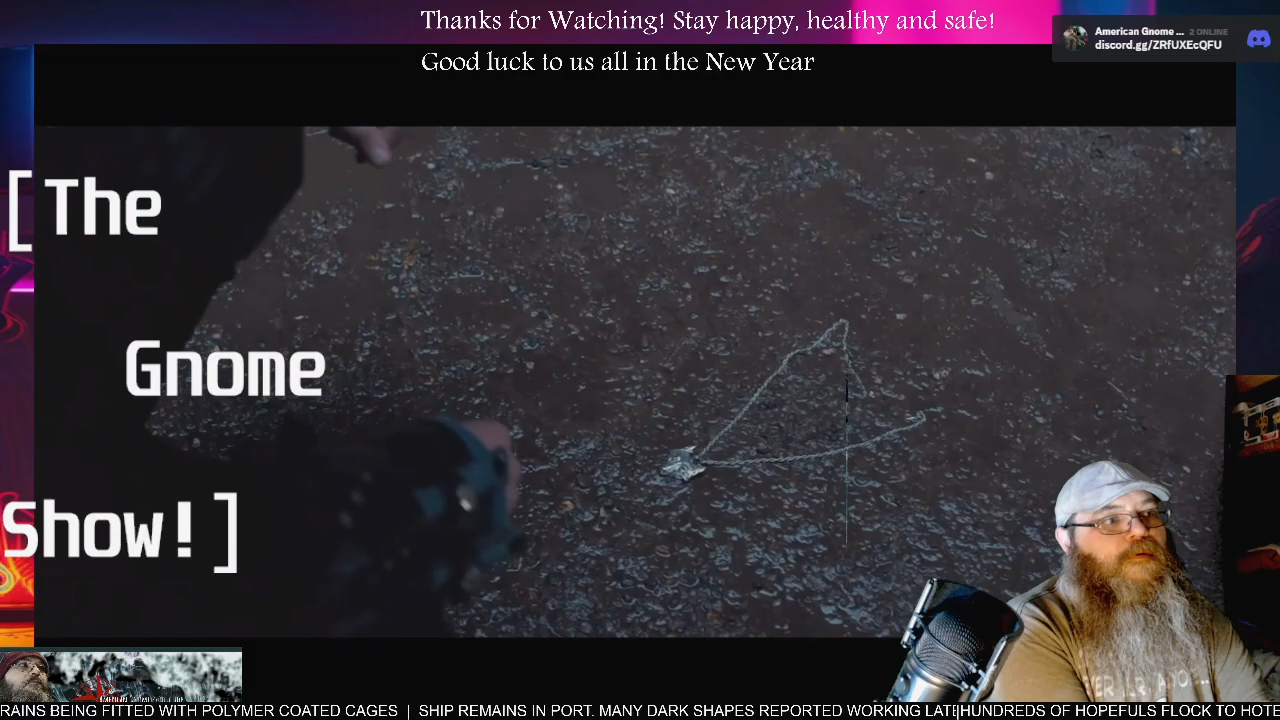 Thanks for Watching! Stay happy, healthy and safe!
American Gnome ... 2 ONLINE
discord.gg/ZRfUXEcQFU
Good luck to us all in the New Year
[The
Gnome
Show!]
RAINS BEING FITTED WITH POLYMER COATED CAGES | SHIP REMAINS IN PORT. MANY DARK SHAPES REPORTED WORKING LATE|HUNDREDS OF HOPEFULS FLOCK TO HOTE